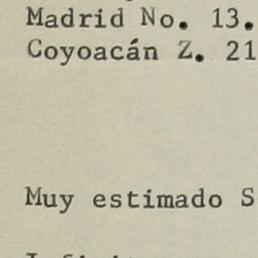 Madrid No. 13.
Coyoacán Z. 21
Muy estimado S